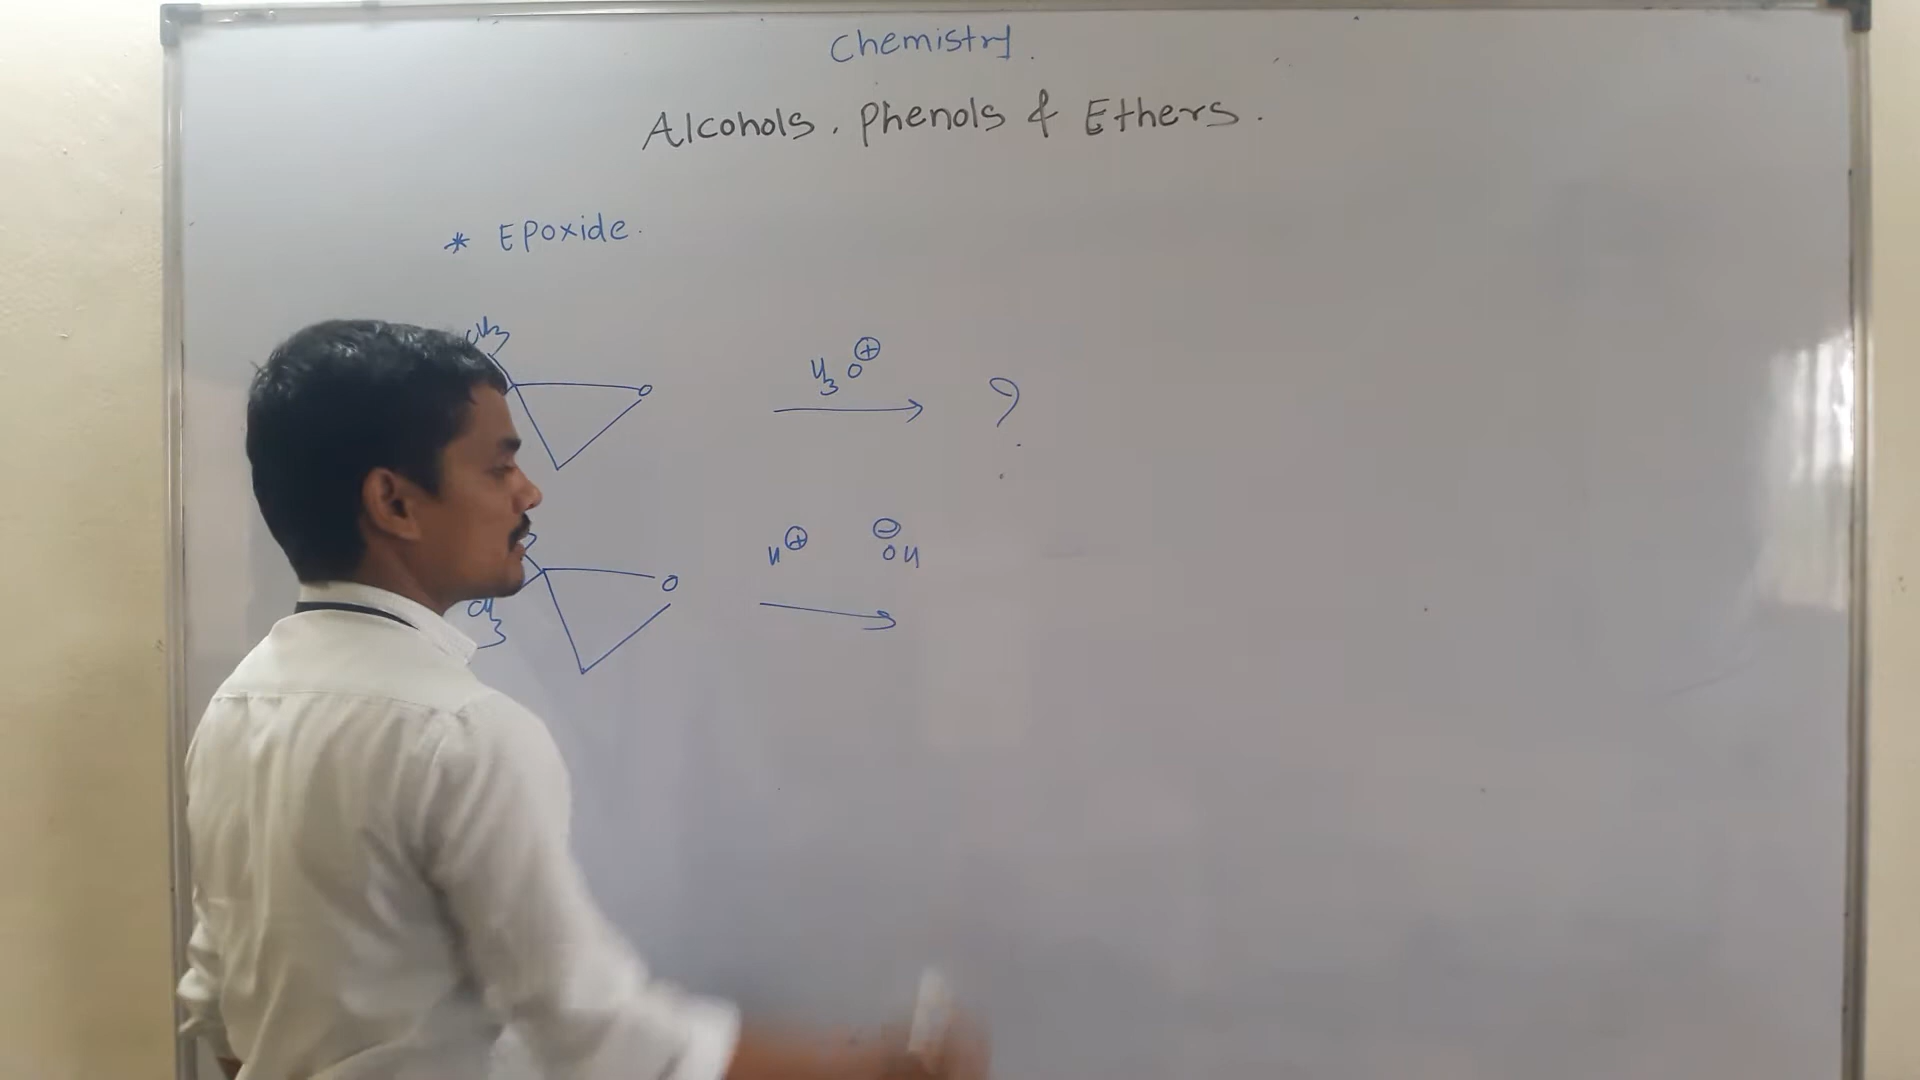 Chemistry.
Alcohols, Phenols & Ethers.
* Epoxide.
CH3
O
H3O⊕
?
H⊕ ⊖OH
O
CH3